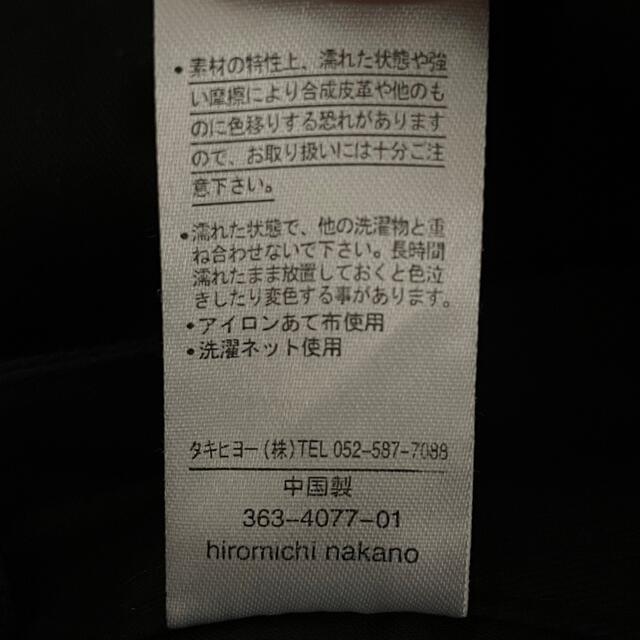 ・素材の特性上、濡れた状態や強
い摩擦により合成皮革や他のも
のに色移りする恐れがあります
ので、お取り扱いには十分ご注
意下さい。
・濡れた状態で、他の洗濯物と重
ね合わせないで下さい。長時間
濡れたまま放置しておくと色泣
きしたり変色する事があります。
・アイロンあて布使用
・洗濯ネット使用
タキヒヨー(株)TEL 052-587-7088
中国製
363-4077-01
hiromichi nakano